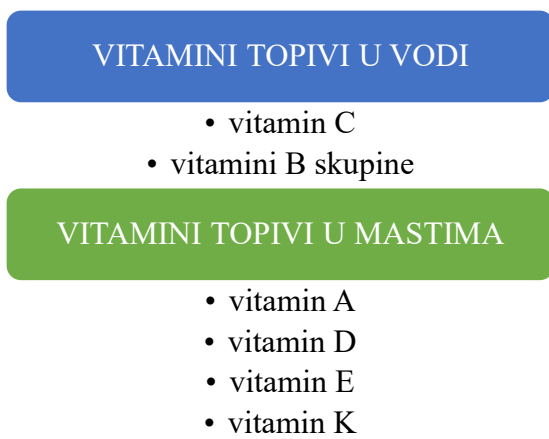 VITAMINI TOPIVI U VODI
• vitamin C
• vitamini B skupine
VITAMINI TOPIVI U MASTIMA
• vitamin A
• vitamin D
• vitamin E
• vitamin K